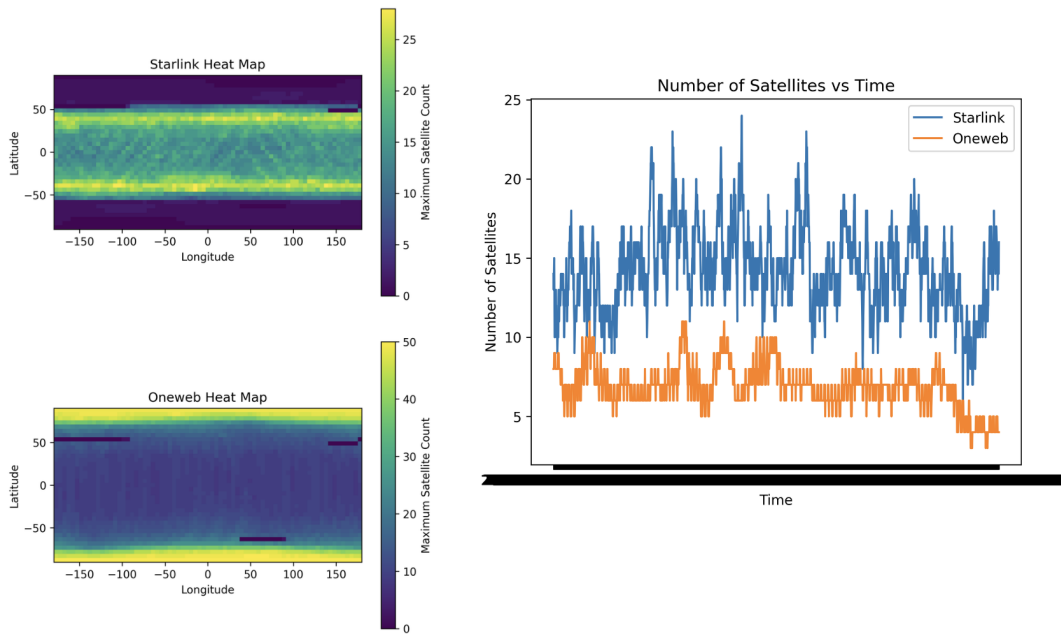 Starlink Heat Map
50
0
−50
Latitude
−150 −100 −50 0 50 100 150
Longitude
25
20
15
10
5
0
Maximum Satellite Count
Oneweb Heat Map
50
0
−50
Latitude
−150 −100 −50 0 50 100 150
Longitude
50
40
30
20
10
0
Maximum Satellite Count
Number of Satellites vs Time
25
20
15
10
5
Number of Satellites
Starlink
Oneweb
Time